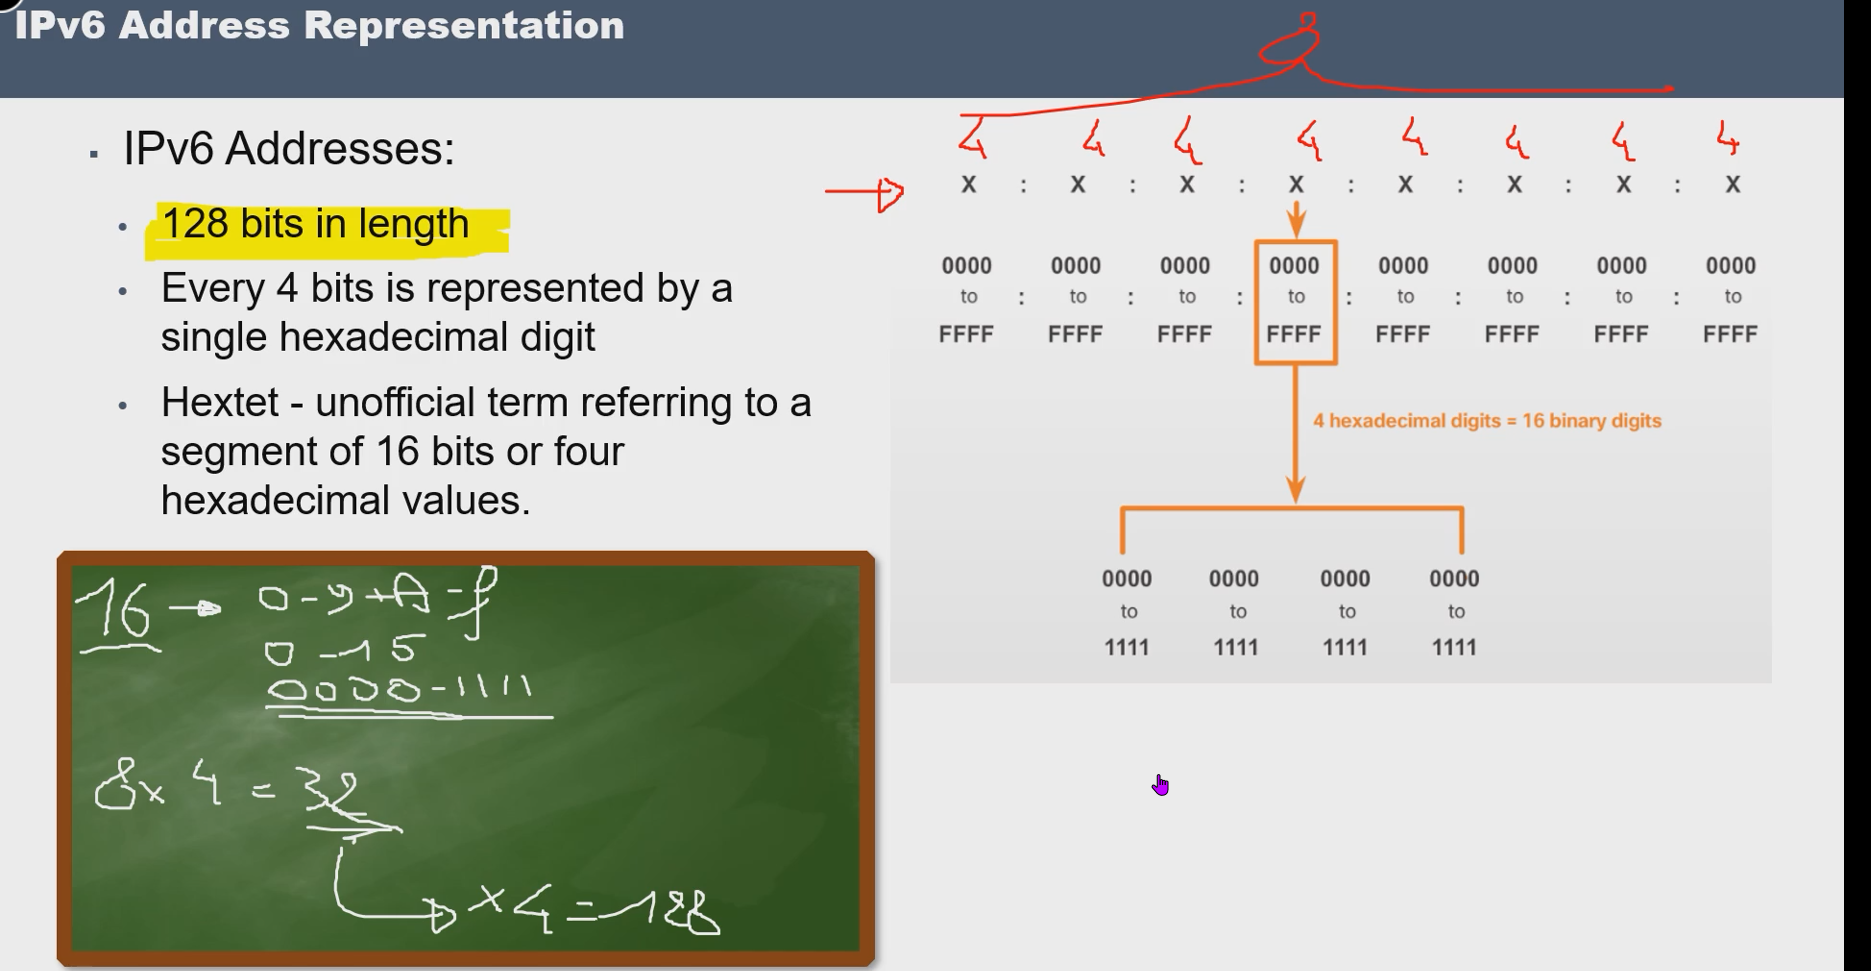 IPv6 Address Representation
8
▪ IPv6 Addresses:
• 128 bits in length
• Every 4 bits is represented by a
single hexadecimal digit
• Hextet - unofficial term referring to a
segment of 16 bits or four
hexadecimal values.
4 4 4 4 4 4 4 4
X : X : X : X : X : X : X : X
0000 0000 0000 0000 0000 0000 0000 0000
to : to : to : to : to : to : to : to
FFFF FFFF FFFF FFFF FFFF FFFF FFFF FFFF
4 hexadecimal digits = 16 binary digits
0000 0000 0000 0000
to to to to
1111 1111 1111 1111
16 → 0-9+A-f
0-15
0000-1111
8x4=32
x4=128